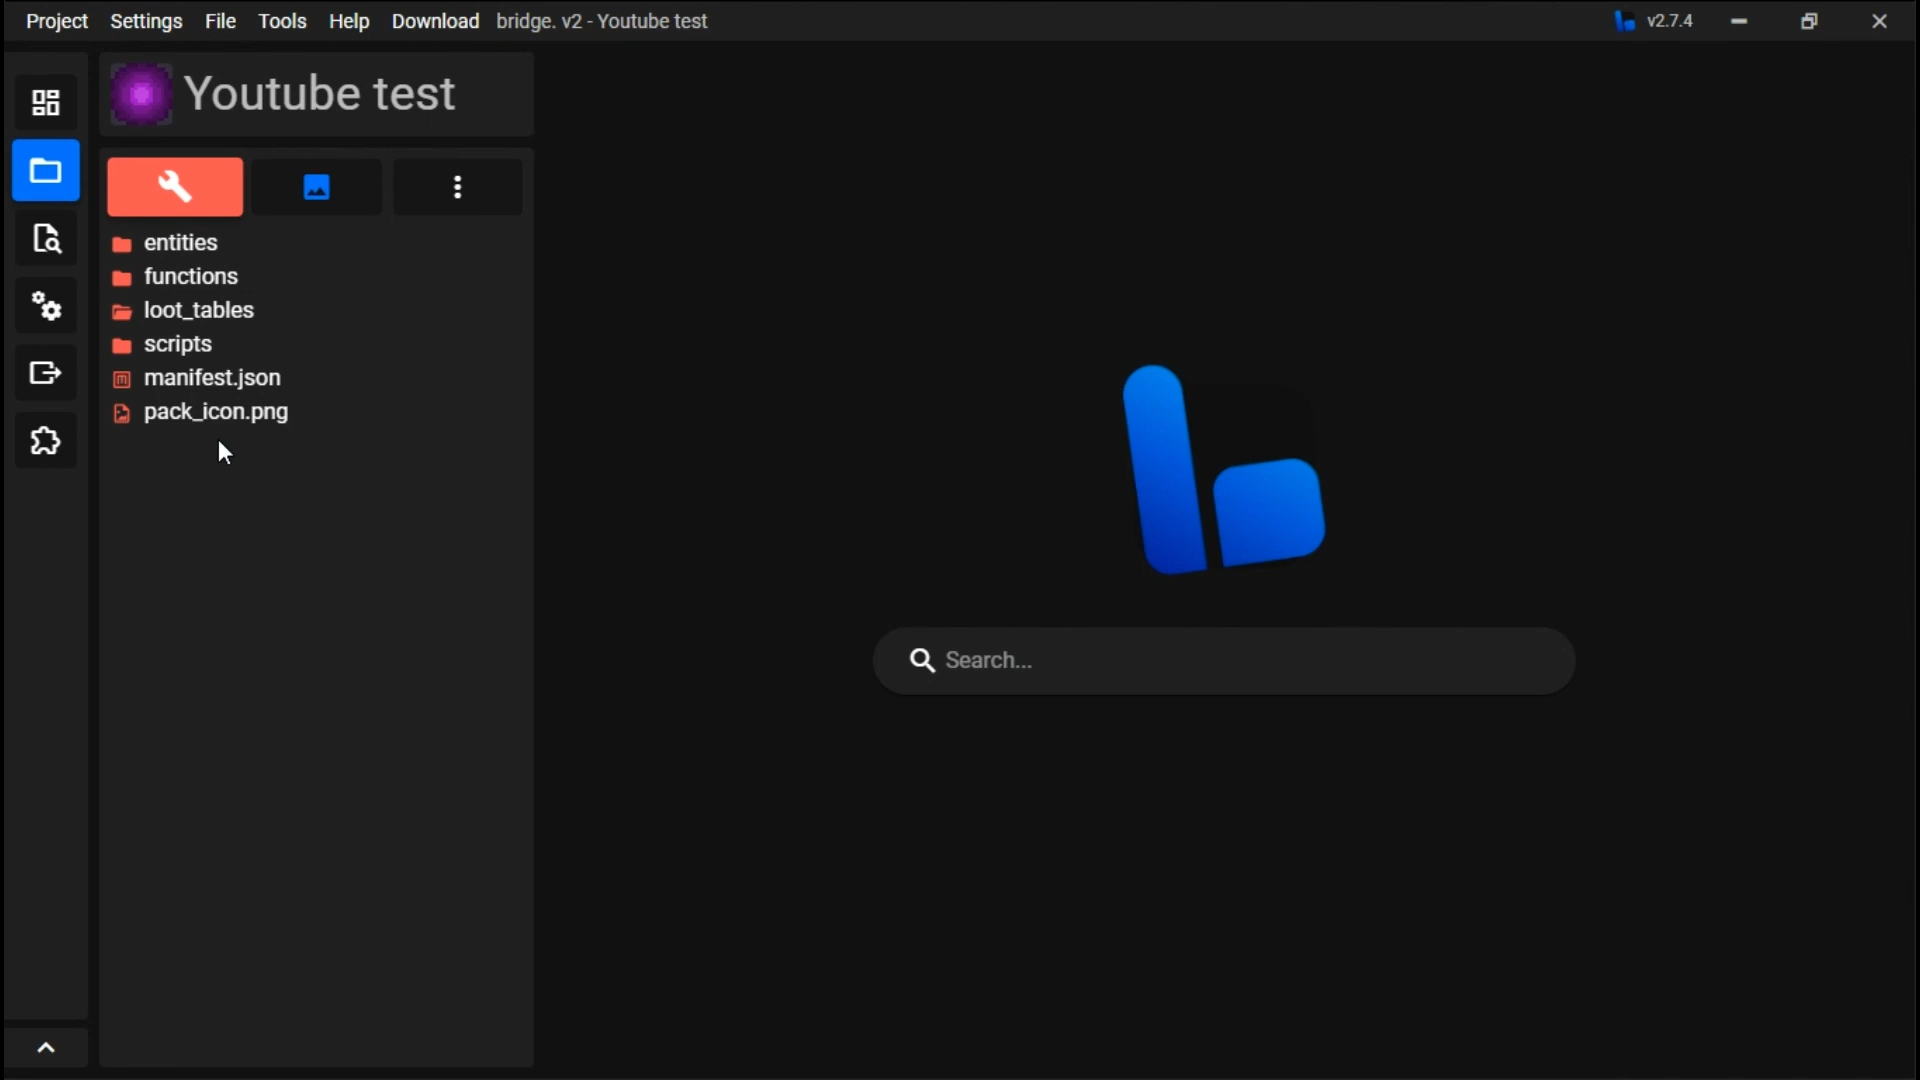 Project Settings File Tools Help Download bridge. v2 - Youtube test v2.7.4
Youtube test
entities
functions
loot_tables
scripts
manifest.json
pack_icon.png
Search...